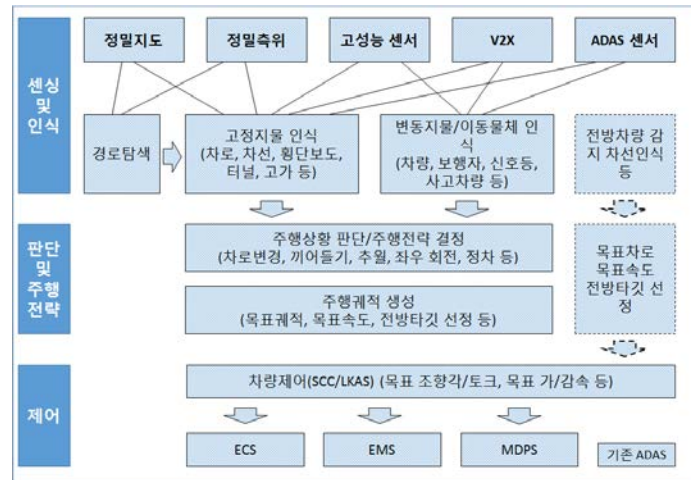 정밀지도
정밀측위
고성능 센서
V2X
ADAS 센서
센싱
및
인식
경로탐색
고정지물 인식
(차로, 차선, 횡단보도,
터널, 고가 등)
변동지물/이동물체 인
식
(차량, 보행자, 신호등,
사고차량 등)
전방차량 감
지 차선인식
등
판단
및
주행
전략
주행상황 판단/주행전략 결정
(차로변경, 끼어들기, 추월, 좌우 회전, 정차 등)
목표차로
목표속도
전방타깃 선
정
주행궤적 생성
(목표궤적, 목표속도, 전방타깃 선정 등)
제어
차량제어(SCC/LKAS) (목표 조향각/토크, 목표 가/감속 등)
ECS
EMS
MDPS
기존 ADAS